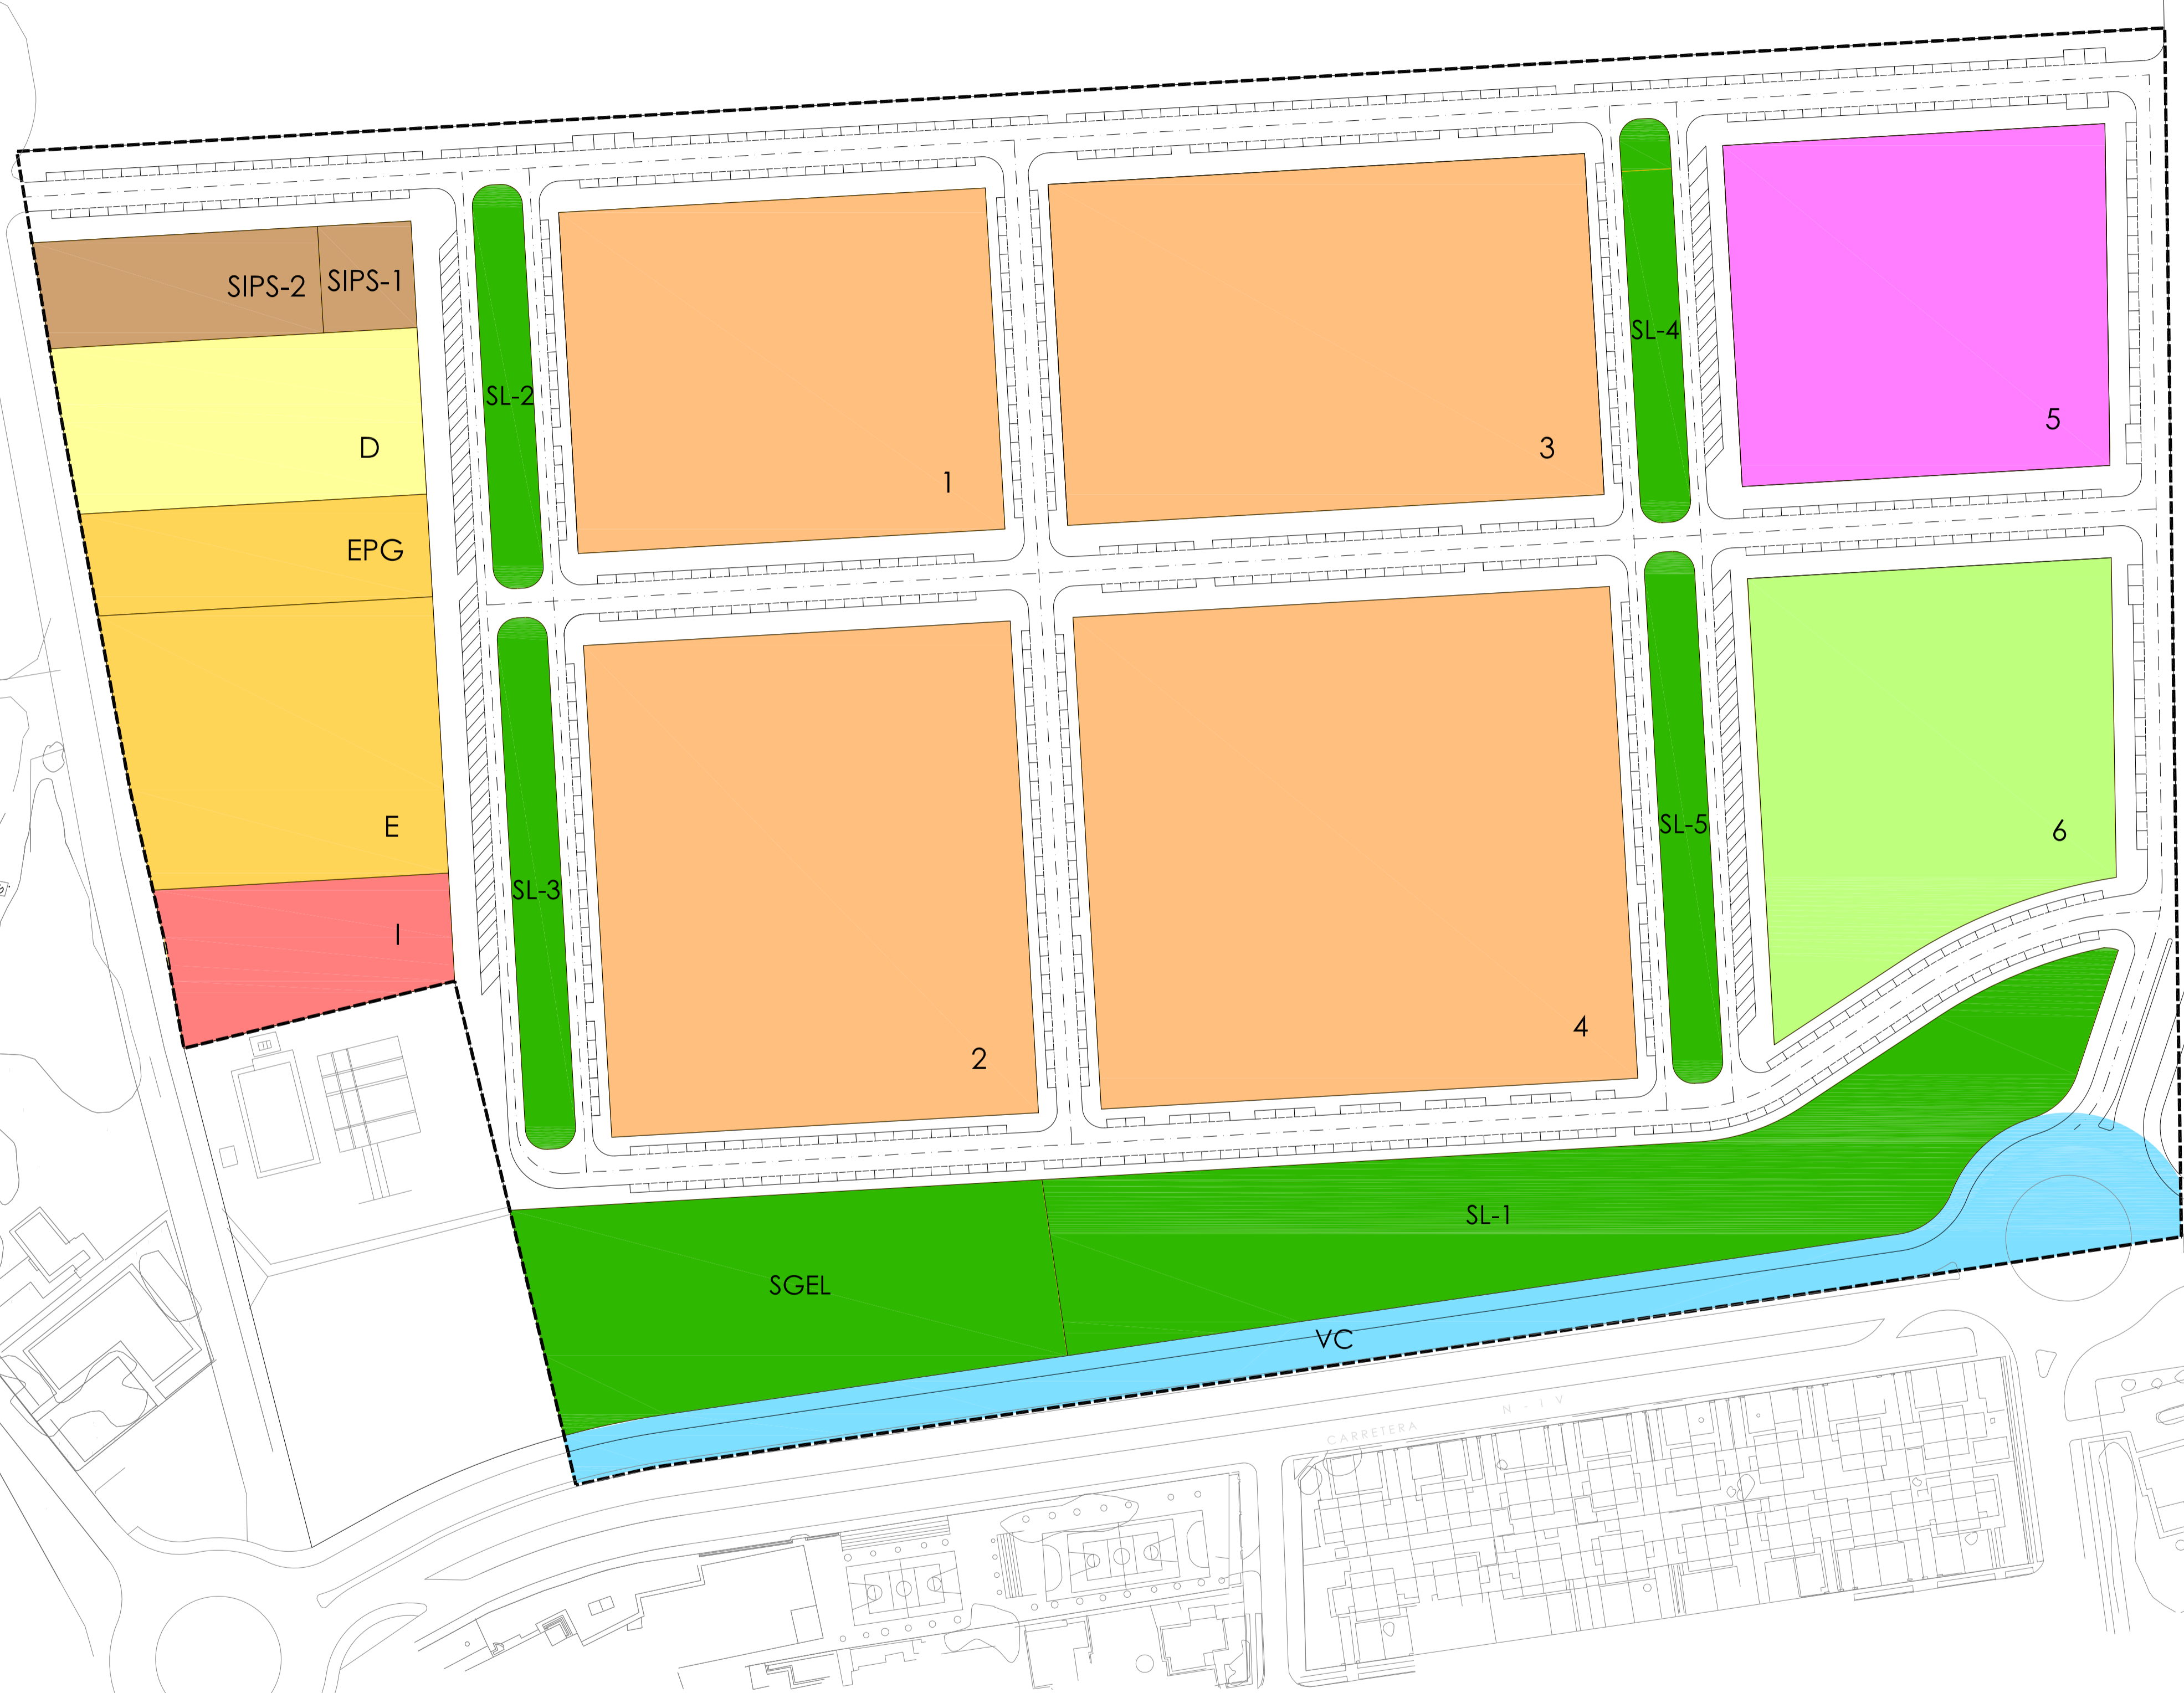 SIPS-2
SIPS-1
SL-4
SL-2
5
D
3
1
EPG
SL-5
E
6
SL-3
I
4
2
SL-1
SGEL
VC
CARRETERA N-IV